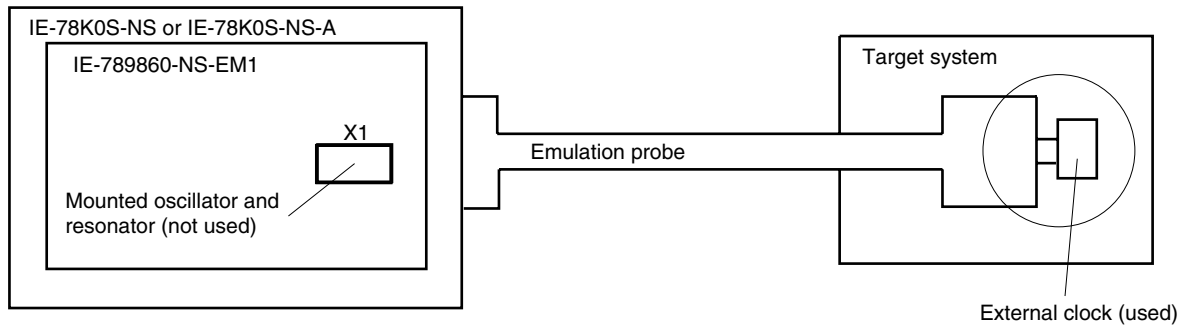 IE-78K0S-NS or IE-78K0S-NS-A
IE-789860-NS-EM1
X1
Mounted oscillator and
resonator (not used)
Emulation probe
Target system
External clock (used)